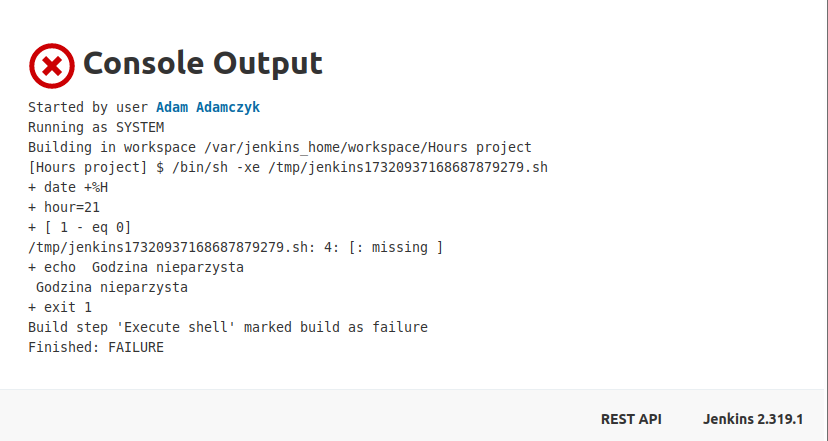 Console Output
Started by user Adam Adamczyk
Running as SYSTEM
Building in workspace /var/jenkins_home/workspace/Hours project
[Hours project] $ /bin/sh -xe /tmp/jenkins17320937168687879279.sh
+ date +%H
+ hour=21
+ [ 1 - eq 0]
/tmp/jenkins17320937168687879279.sh: 4: [: missing ]
+ echo  Godzina nieparzysta
 Godzina nieparzysta
+ exit 1
Build step 'Execute shell' marked build as failure
Finished: FAILURE
REST API Jenkins 2.319.1